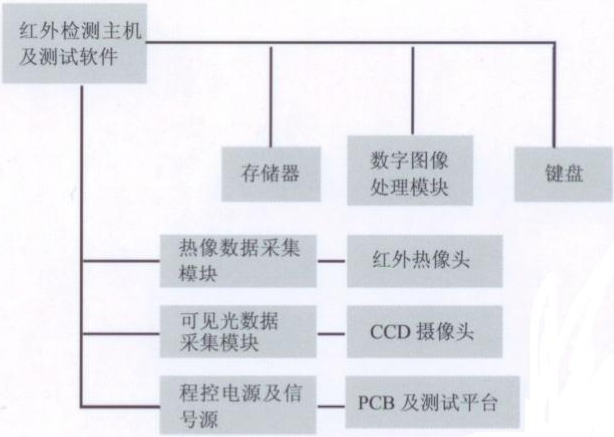 红外检测主机
及测试软件
存储器
数字图像
处理模块
键盘
热像数据采集
模块
红外热像头
可见光数据
采集模块
CCD 摄像头
程控电源及信
号源
PCB 及测试平台